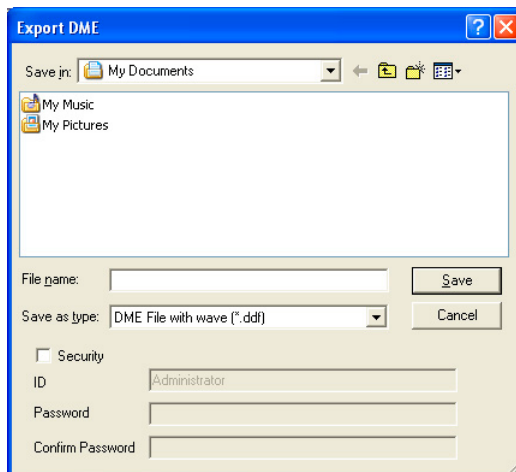 Export DME
Save in: My Documents
My Music
My Pictures
File name: Save
Save as type: DME File with wave (*.ddf) Cancel
Security
ID Administrator
Password
Confirm Password